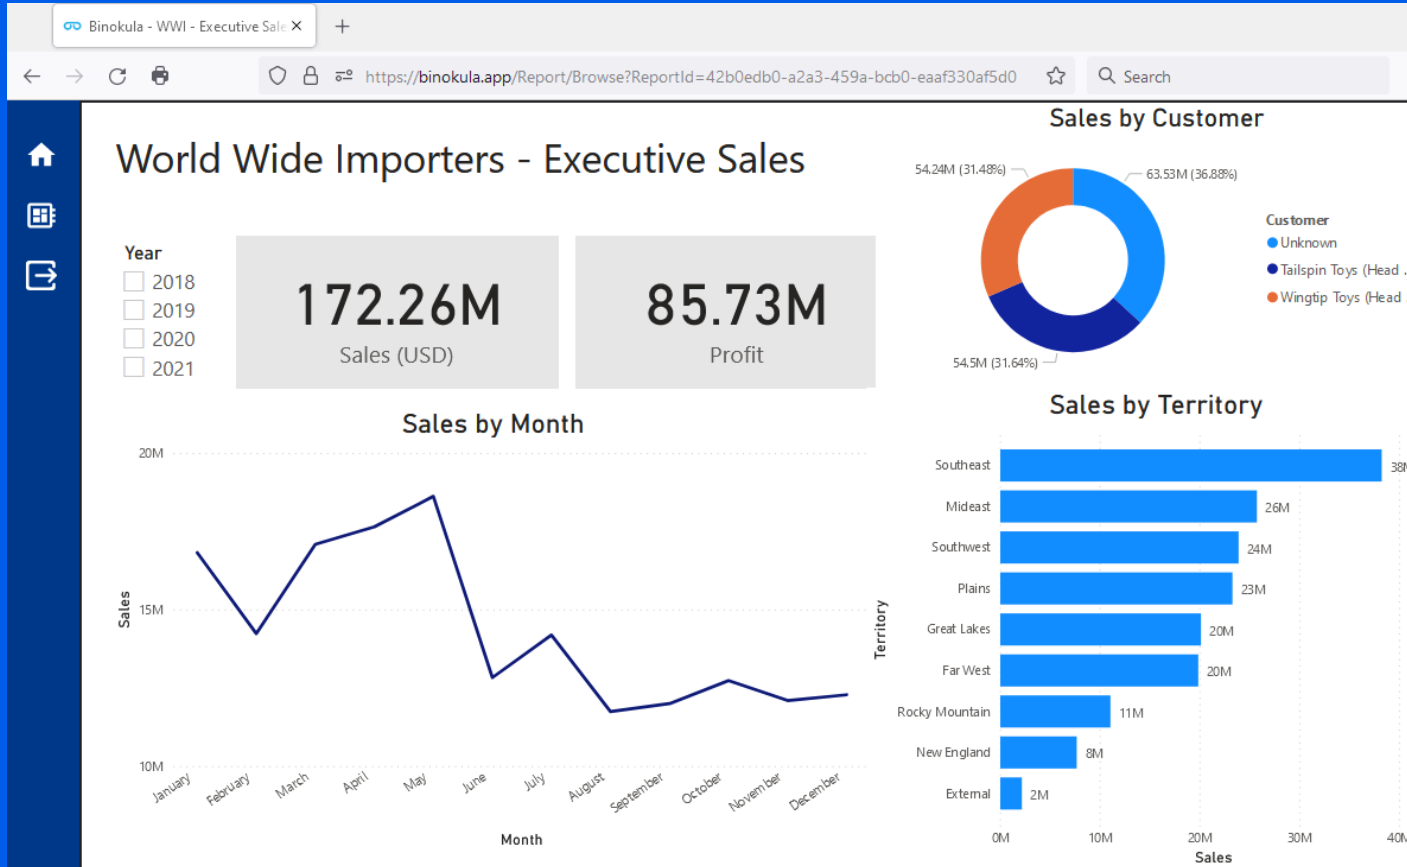 Binokula - WWI - Executive Sale
https://binokula.app/Report/Browse?ReportId=42b0edb0-a2a3-459a-bcb0-eaaf330af5d0
Search
World Wide Importers - Executive Sales
Year
2018
2019
2020
2021
172.26M
Sales (USD)
85.73M
Profit
Sales by Customer
54.24M (31.48%)
63.53M (36.88%)
54.5M (31.64%)
Customer
Unknown
Tailspin Toys (Head .
Wingtip Toys (Head
Sales by Month
Sales
20M
15M
10M
January
February
March
April
May
June
July
August
September
October
November
December
Month
Sales by Territory
Territory
Southeast 38M
Mideast 26M
Southwest 24M
Plains 23M
Great Lakes 20M
Far West 20M
Rocky Mountain 11M
New England 8M
External 2M
0M 10M 20M 30M 40M
Sales